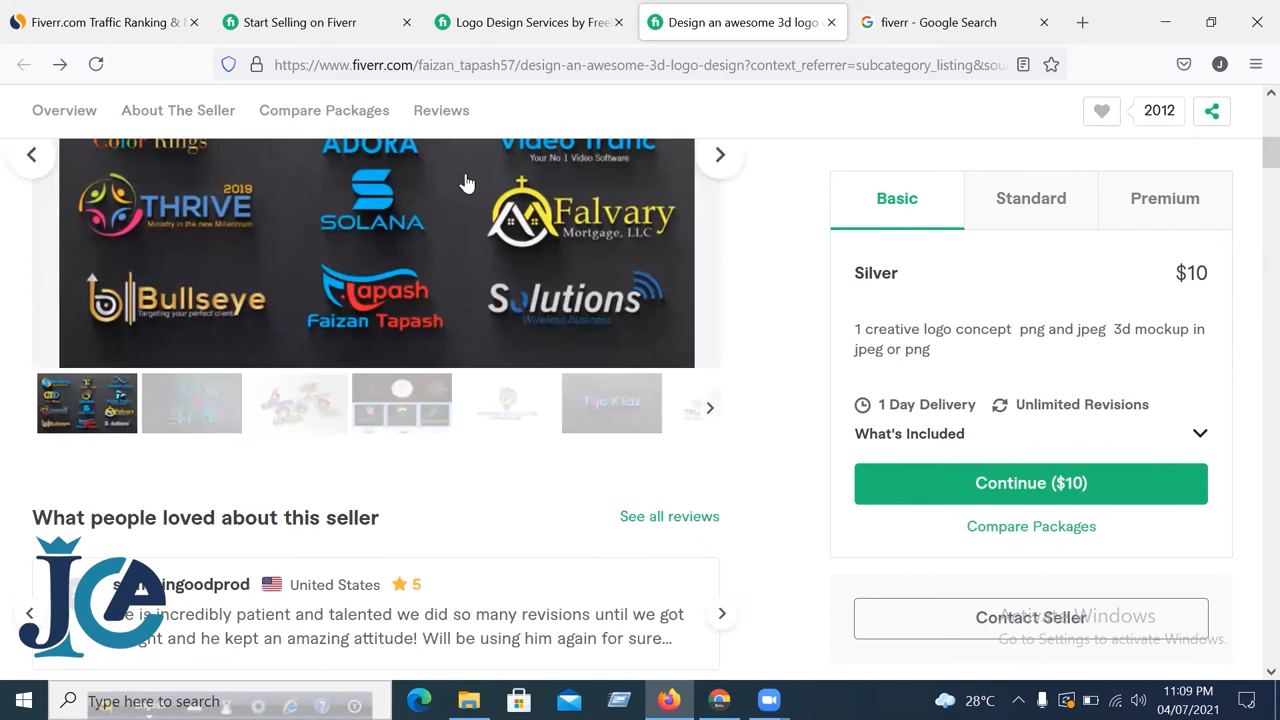 Fiverr.com Traffic Ranking &
Start Selling on Fiverr
Logo Design Services by Free
Design an awesome 3d logo
fiverr - Google Search
https://www.fiverr.com/faizan_tapash57/design-an-awesome-3d-logo-design?context_referrer=subcategory_listing&sou
J
Overview
About The Seller
Compare Packages
Reviews
2012
Color Rings
ADORA
Video Trafic
Your No 1 Video Software
2019
THRIVE
Ministry in the new Millennium
SOLANA
Falvary
Mortgage, LLC
Bullseye
Targeting your perfect client
Tapash
Faizan Tapash
Solutions
Wireless business
Basic
Standard
Premium
Silver
$10
1 creative logo concept png and jpeg 3d mockup in
jpeg or png
1 Day Delivery
Unlimited Revisions
What's Included
Continue ($10)
Compare Packages
Contact Seller
What people loved about this seller
See all reviews
ingoodprod
United States
5
is incredibly patient and talented we did so many revisions until we got
and he kept an amazing attitude! Will be using him again for sure...
JCA
Activate Windows
Go to Settings to activate Windows.
Type here to search
28°C
11:09 PM
04/07/2021